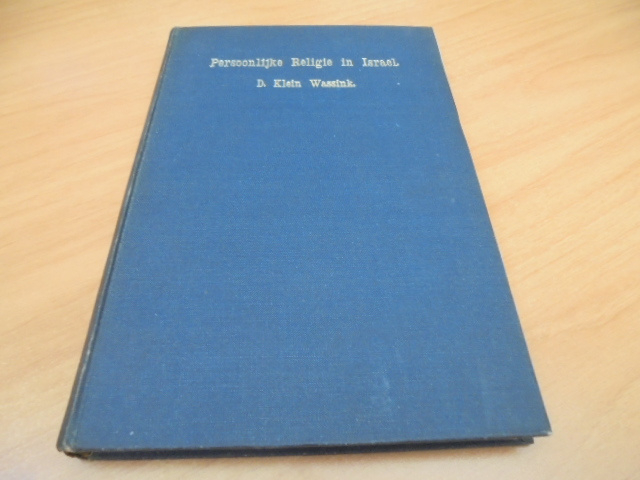 Persoonlijke Religie in Israel.
D. Klein Wassink.